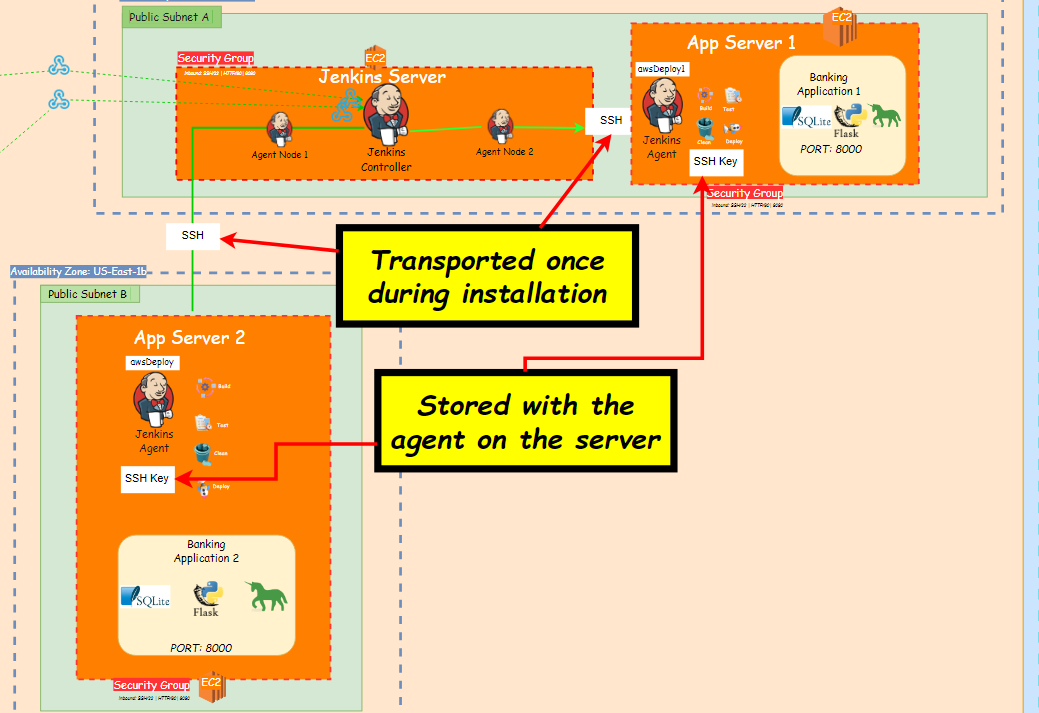 Public Subnet A
EC2
App Server 1
Security Group
Inbound: SSH:22 | HTTP:80 | 8080
EC2
Jenkins Server
awsDeploy1
Banking
Application 1
Build
Test
SQLite
Flask
SSH
Agent Node 1
Jenkins
Controller
Agent Node 2
Jenkins
Agent
Clean
Deploy
PORT: 8000
SSH Key
Security Group
Inbound: SSH:22 | HTTP:80 | 8080
SSH
Transported once
during installation
Availability Zone: US-East-1b
Public Subnet B
App Server 2
awsDeploy
Build
Test
Jenkins
Agent
Clean
SSH Key
Deploy
Stored with the
agent on the server
Banking
Application 2
SQLite
Flask
PORT: 8000
Security Group
EC2
Inbound: SSH:22 | HTTP:80 | 8080